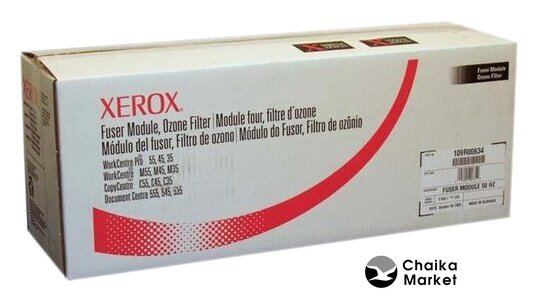 XEROX
Fuser Module, Ozone Filter | Module four, filtre d'ozone
Módulo del fusor, Filtro de ozono | Módulo do Fusor, Filtro de ozônio
WorkCentre Pro 55, 45, 35
WorkCentre M55, M45, M35
CopyCentre C55, C45, C35
Document Centre 555, 545, 535
Fuser Module
Ozone Filter
109R00634
FUSER MODULE 50 HZ
XEROX
XEROX
Chaika
Market